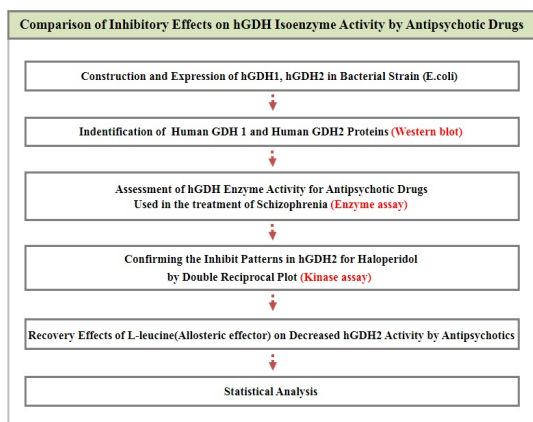 Comparison of Inhibitory Effects on hGDH Isoenzyme Activity by Antipsychotic Drugs
Construction and Expression of hGDH1, hGDH2 in Bacterial Strain (E.coli)
Indentification of Human GDH 1 and Human GDH2 Proteins (Western blot)
Assessment of hGDH Enzyme Activity for Antipsychotic Drugs
Used in the treatment of Schizophrenia (Enzyme assay)
Confirming the Inhibit Patterns in hGDH2 for Haloperidol
by Double Reciprocal Plot (Kinase assay)
Recovery Effects of L-leucine(Allosteric effector) on Decreased hGDH2 Activity by Antipsychotics
Statistical Analysis